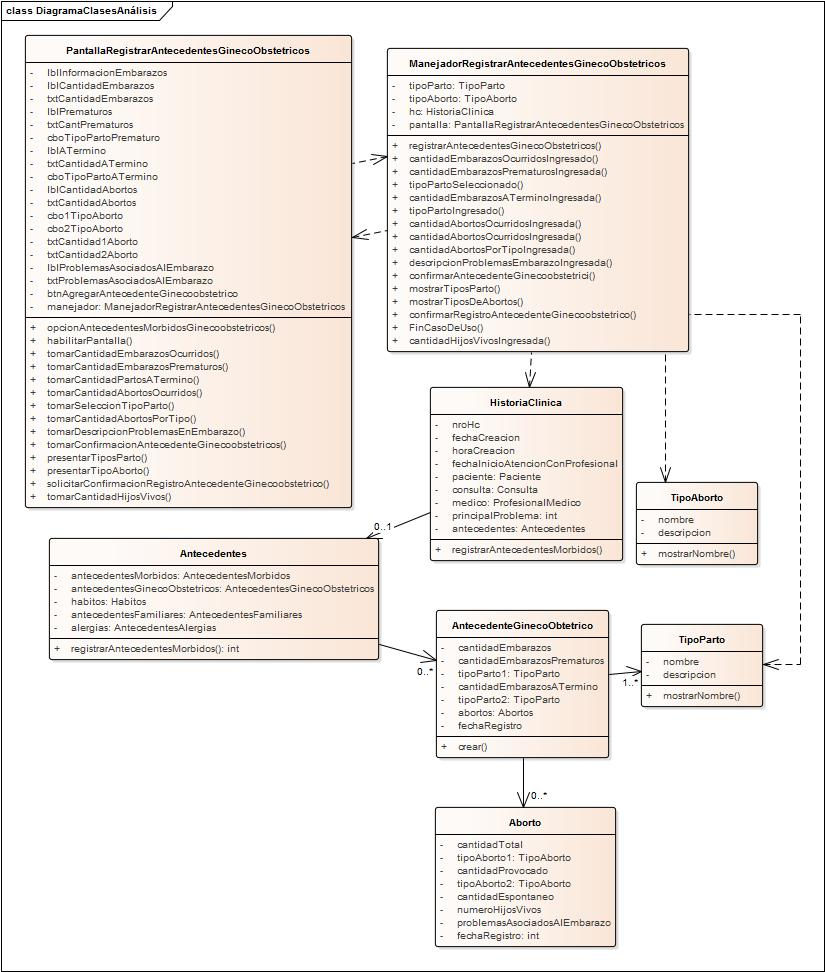 class DiagramaClasesAnálisis
PantallaRegistrarAntecedentesGinecoObstetricos
- lblInformacionEmbarazos
- lblCantidadEmbarazos
- txtCantidadEmbarazos
- lblPrematuros
- txtCantPrematuros
- cboTipoPartoPrematuro
- lblATermino
- txtCantidadATermino
- cboTipoPartoATermino
- lblCantidadAbortos
- txtCantidadAbortos
- cbo1TipoAborto
- cbo2TipoAborto
- txtCantidad1Aborto
- txtCantidad2Aborto
- lblProblemasAsociadosAlEmbarazo
- txtProblemasAsociadosAlEmbarazo
- btnAgregarAntecedenteGinecoobstetrico
- manejador: ManejadorRegistrarAntecedentesGinecoObstetricos
+ opcionAntecedentesMorbidosGinecoobstetricos()
+ habilitarPantalla()
+ tomarCantidadEmbarazosOcurridos()
+ tomarCantidadEmbarazosPrematuros()
+ tomarCantidadPartosATermino()
+ tomarCantidadAbortosOcurridos()
+ tomarSeleccionTipoParto()
+ tomarCantidadAbortosPorTipo()
+ tomarDescripcionProblemasEnEmbarazo()
+ tomarConfirmacionAntecedenteGinecoobstetricos()
+ presentarTiposParto()
+ presentarTipoAborto()
+ solicitarConfirmacionRegistroAntecedenteGinecoobstetrico()
+ tomarCantidadHijosVivos()
ManejadorRegistrarAntecedentesGinecoObstetricos
- tipoParto: TipoParto
- tipoAborto: TipoAborto
- hc: HistoriaClinica
- pantalla: PantallaRegistrarAntecedentesGinecoObstetricos
+ registrarAntecedentesGinecoObstetricos()
+ cantidadEmbarazosOcurridosIngresado()
+ cantidadEmbarazosPrematurosIngresada()
+ tipoPartoSeleccionado()
+ cantidadEmbarazosATerminoIngresada()
+ tipoPartoIngresado()
+ cantidadAbortosOcurridosIngresada()
+ cantidadAbortosOcurridosIngresada()
+ cantidadAbortosPorTipoIngresada()
+ descripcionProblemasEmbarazoIngresada()
+ confirmarAntecedenteGinecoobstetrici()
+ mostrarTiposParto()
+ mostrarTiposDeAbortos()
+ confirmarRegistroAntecedenteGinecoobstetrico()
+ FinCasoDeUso()
+ cantidadHijosVivosIngresada()
HistoriaClinica
- nroHc
- fechaCreacion
- horaCreacion
- fechaInicioAtencionConProfesional
- paciente: Paciente
- consulta: Consulta
- medico: ProfesionalMedico
- principalProblema: int
- antecedentes: Antecedentes
+ registrarAntecedentesMorbidos()
TipoAborto
- nombre
- descripcion
+ mostrarNombre()
0..1
Antecedentes
- antecedentesMorbidos: AntecedentesMorbidos
- antecedentesGinecoObstetricos: AntecedentesGinecoObstetricos
- habitos: Habitos
- antecedentesFamiliares: AntecedentesFamiliares
- alergias: AntecedentesAlergias
+ registrarAntecedentesMorbidos(): int
0..*
AntecedenteGinecoObtetrico
- cantidadEmbarazos
- cantidadEmbarazosPrematuros
- tipoParto1: TipoParto
- cantidadEmbarazosATermino
- tipoParto2: TipoParto
- abortos: Abortos
- fechaRegistro
+ crear()
1..*
TipoParto
- nombre
- descripcion
+ mostrarNombre()
0..*
Aborto
- cantidadTotal
- tipoAborto1: TipoAborto
- cantidadProvocado
- tipoAborto2: TipoAborto
- cantidadEspontaneo
- numeroHijosVivos
- problemasAsociadosAlEmbarazo
- fechaRegistro: int